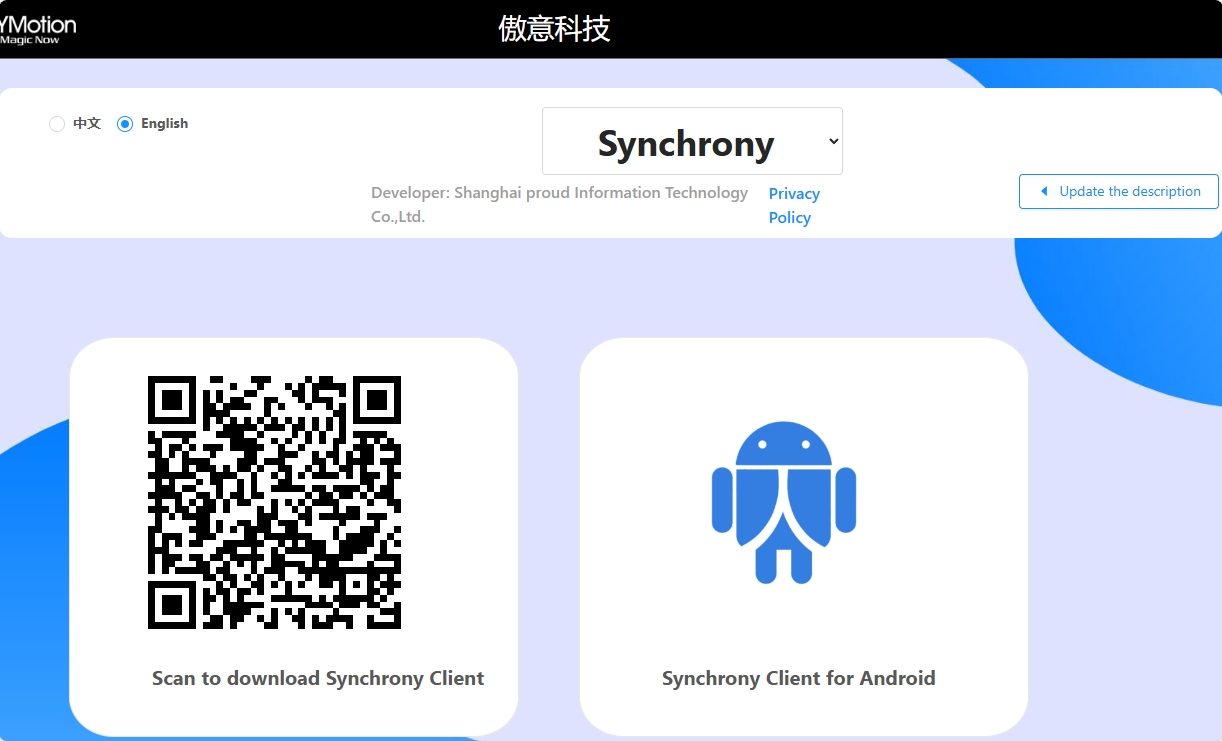 YMotion
Magic Now
傲意科技
中文 English
Synchrony
Developer: Shanghai proud Information Technology
Co.,Ltd.
Privacy
Policy
Update the description
Scan to download Synchrony Client
Synchrony Client for Android